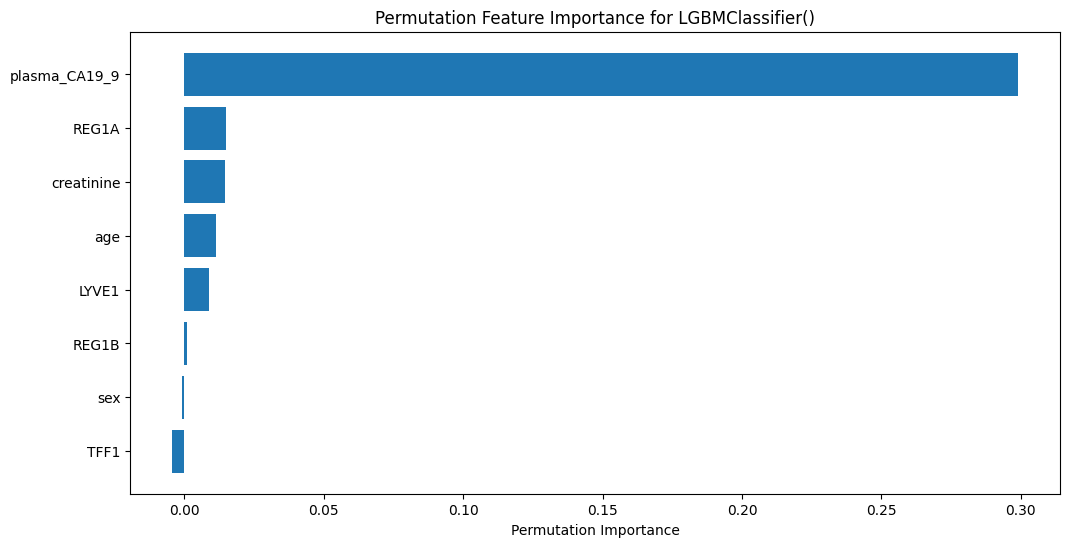 Permutation Feature Importance for LGBMClassifier()
plasma_CA19_9
REG1A
creatinine
age
LYVE1
REG1B
sex
TFF1
0.00 0.05 0.10 0.15 0.20 0.25 0.30
Permutation Importance